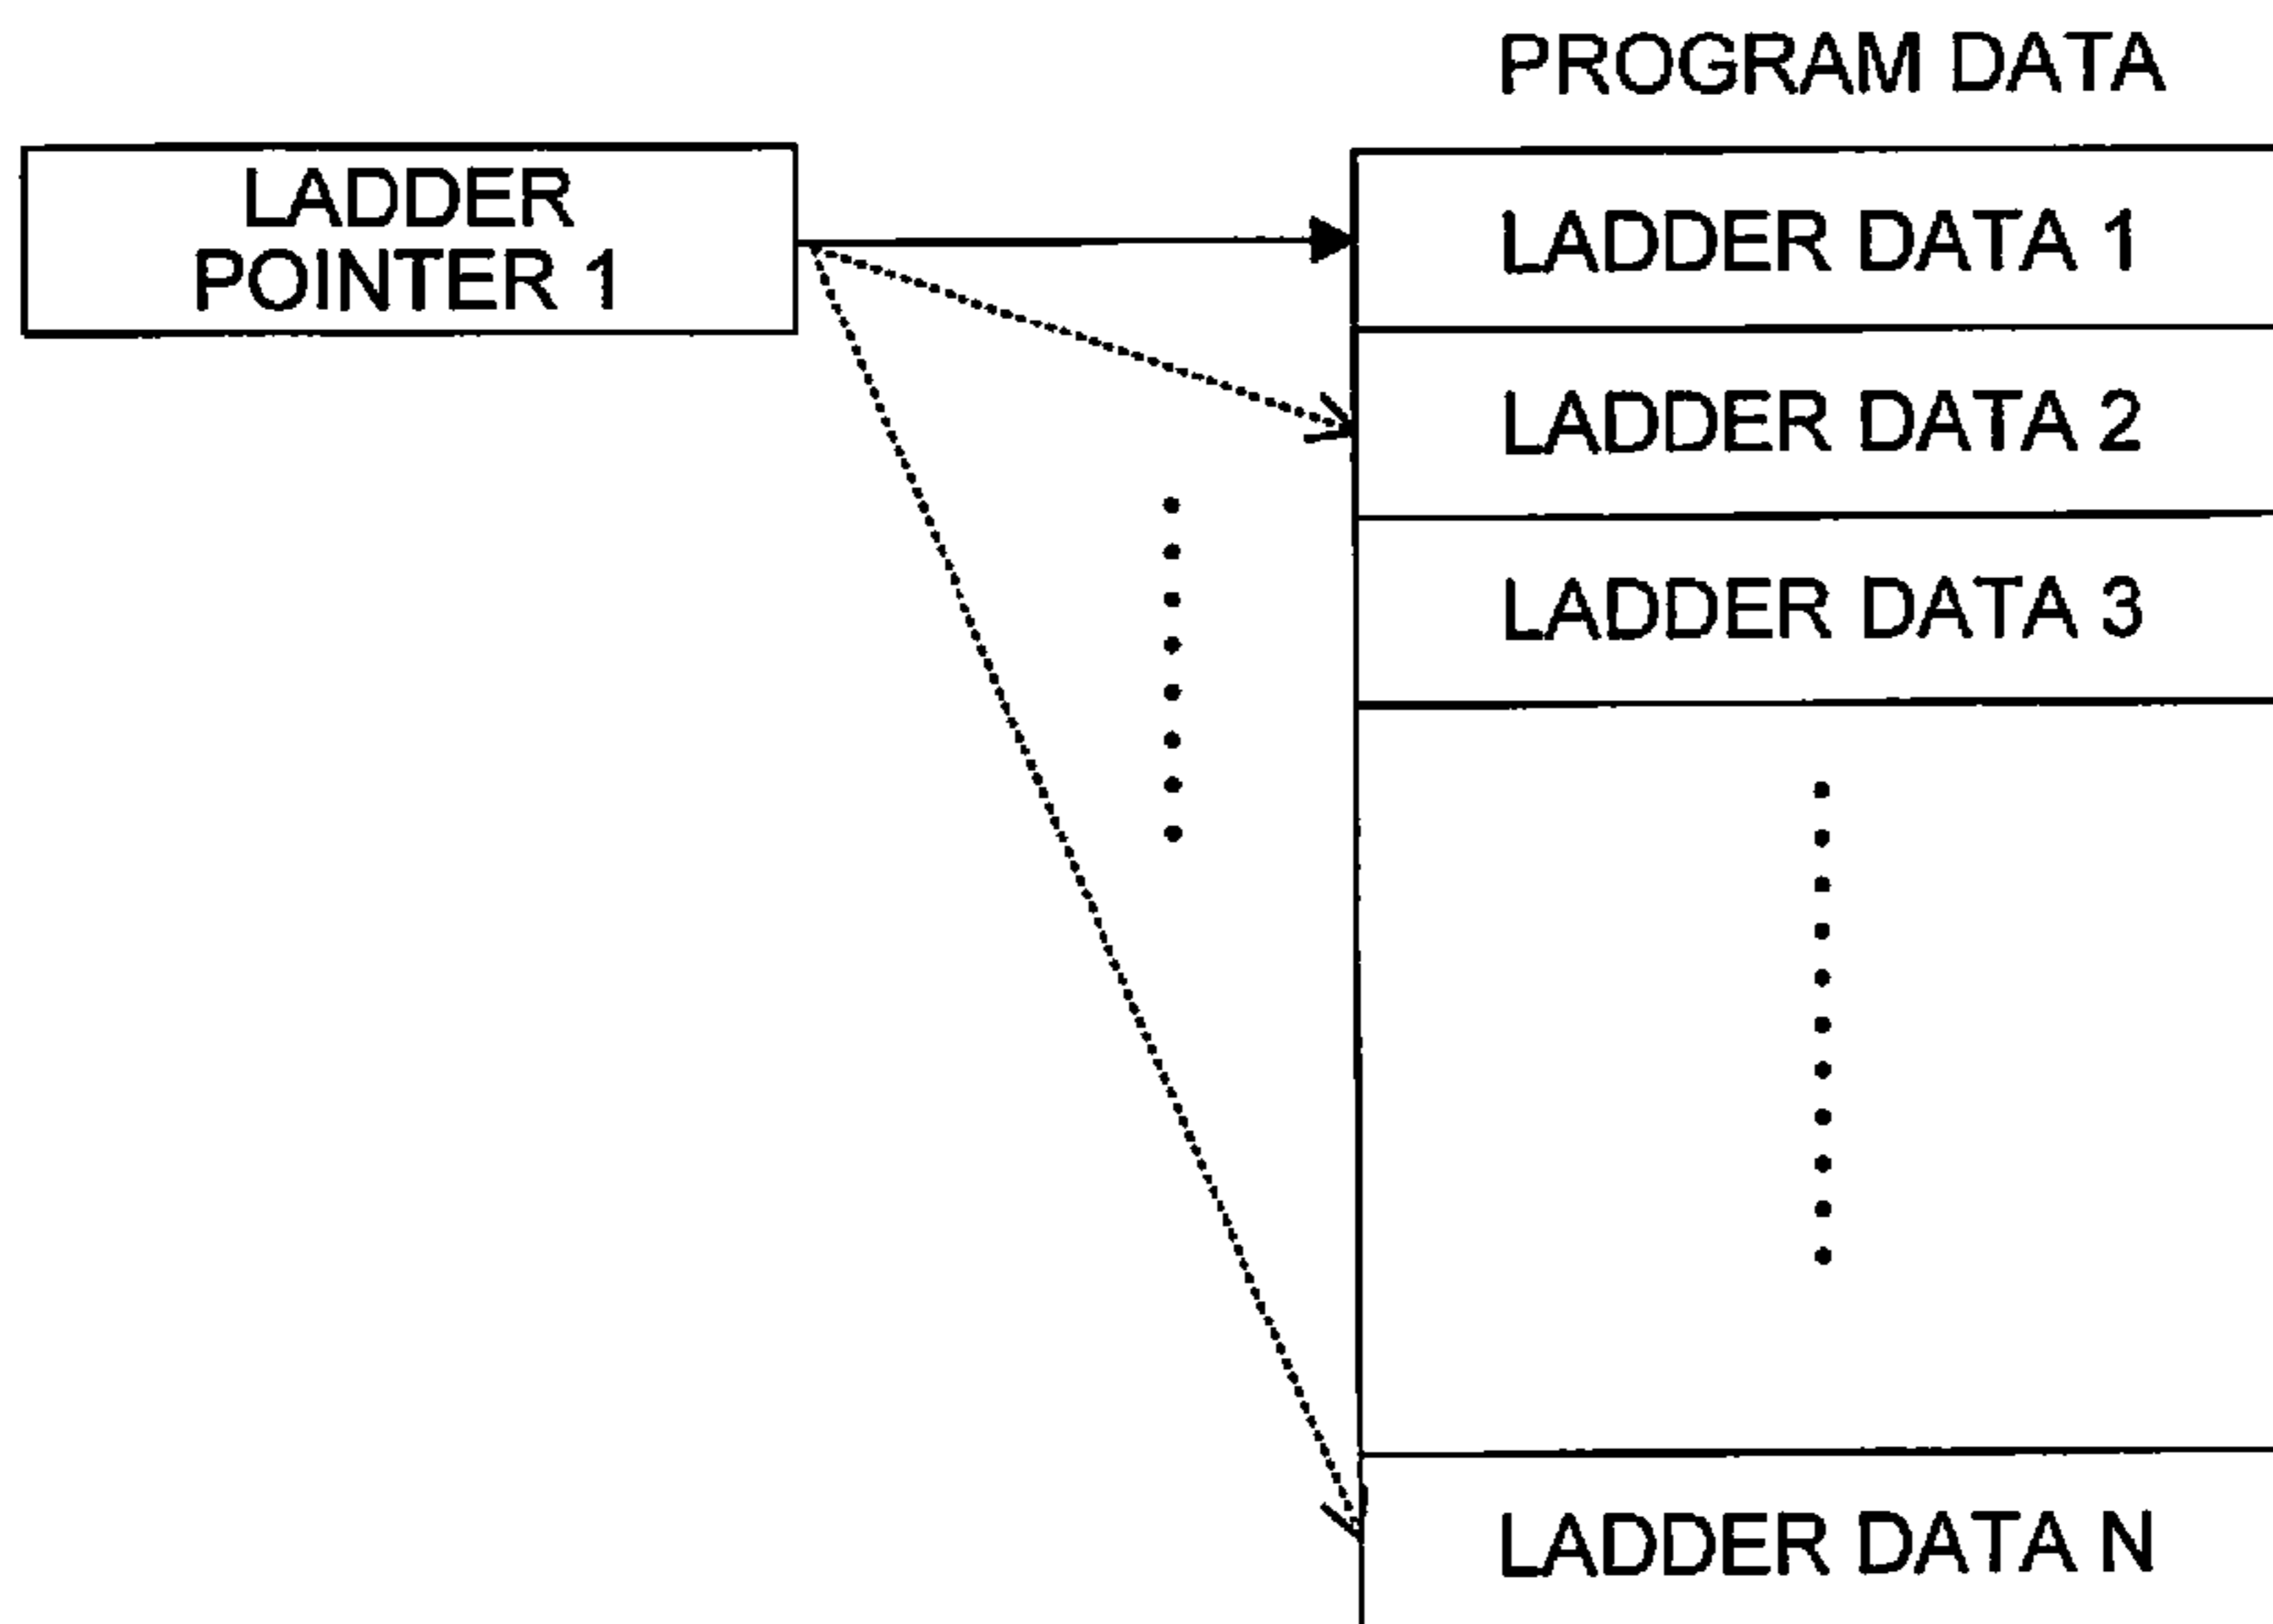 PROGRAM DATA
LADDER
POINTER 1
LADDER DATA 1
LADDER DATA 2
LADDER DATA 3
LADDER DATA N